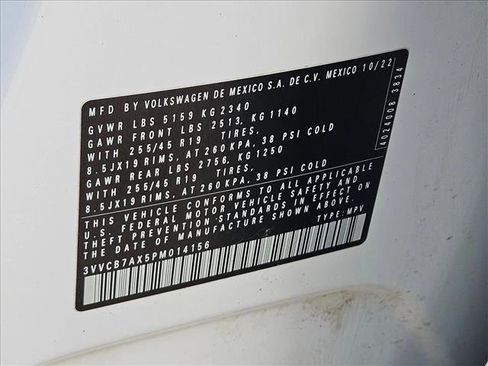 MFD BY VOLKSWAGEN DE MEXICO S.A. DE C.V. MEXICO 10/22
GVWR LBS 5159 KG 2340
GAWR FRONT LBS 2513, KG 1140
WITH 255/45 R19 TIRES,
8.5JX19 RIMS, AT 260 KPA, 38 PSI COLD
GAWR REAR LBS 2756, KG 1250
WITH 255/45 R19 TIRES,
8.5JX19 RIMS, AT 260 KPA, 38 PSI COLD
THIS VEHICLE CONFORMS TO ALL APPLICABLE
U.S. FEDERAL MOTOR VEHICLE SAFETY AND
THEFT PREVENTION STANDARDS IN EFFECT ON
THE DATE OF MANUFACTURE SHOWN ABOVE.
3VVCB7AX5PM014156 TYPE: MPV
4024008 3834